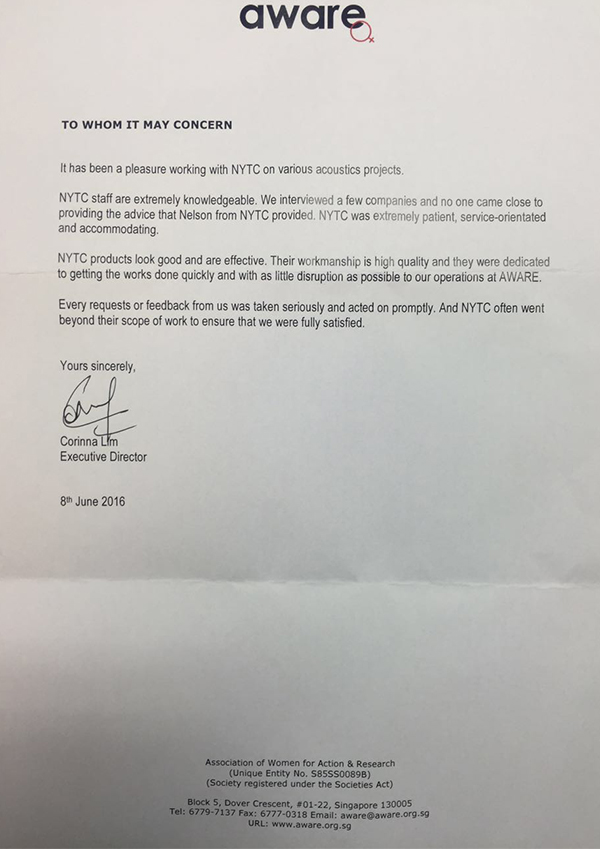 aware
TO WHOM IT MAY CONCERN
It has been a pleasure working with NYTC on various acoustics projects.
NYTC staff are extremely knowledgeable. We interviewed a few companies and no one came close to
providing the advice that Nelson from NYTC provided. NYTC was extremely patient, service-orientated
and accommodating.
NYTC products look good and are effective. Their workmanship is high quality and they were dedicated
to getting the works done quickly and with as little disruption as possible to our operations at AWARE.
Every requests or feedback from us was taken seriously and acted on promptly. And NYTC often went
beyond their scope of work to ensure that we were fully satisfied.
Yours sincerely,
Corinna Lim
Executive Director
8th June 2016
Association of Women for Action & Research
(Unique Entity No. S85SS0089B)
(Society registered under the Societies Act)
Block 5, Dover Crescent, #01-22, Singapore 130005
Tel: 6779-7137 Fax: 6777-0318 Email: aware@aware.org.sg
URL: www.aware.org.sg